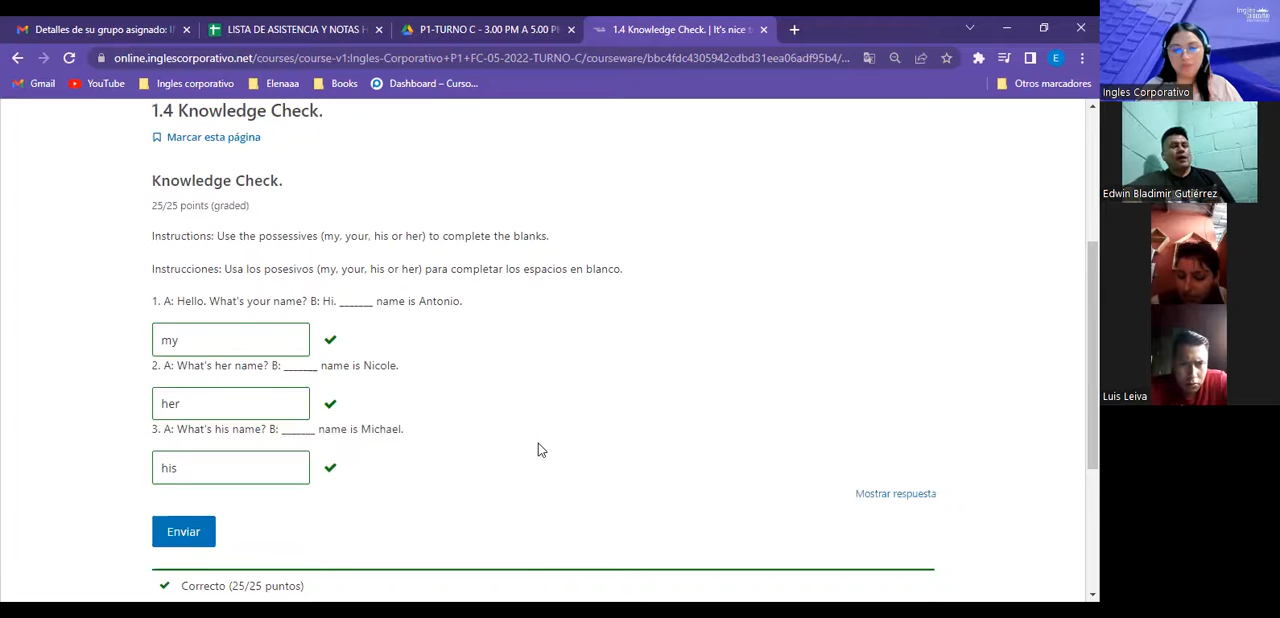 Detalles de su grupo asignado: I
LISTA DE ASISTENCIA Y NOTAS
P1-TURNO C - 3.00 PM A 5.00 P
1.4 Knowledge Check. | It's nice t
online.inglescorporativo.net/courses/course-v1:Ingles-Corporativo+P1+FC-05-2022-TURNO-C/courseware/bbc4fdc4305942cdbd31eea06adf95b4/...
E
Gmail
YouTube
Ingles corporativo
Elenaaa
Books
Dashboard – Curso...
Otros marcadores
1.4 Knowledge Check.
Marcar esta página
Knowledge Check.
25/25 points (graded)
Instructions: Use the possessives (my, your, his or her) to complete the blanks.
Instrucciones: Usa los posesivos (my, your, his or her) para completar los espacios en blanco.
1. A: Hello. What's your name? B: Hi. _______ name is Antonio.
my
2. A: What's her name? B: _______ name is Nicole.
her
3. A: What's his name? B: _______ name is Michael.
his
Mostrar respuesta
Enviar
Correcto (25/25 puntos)
Ingles
Ingles Corporativo
Edwin Bladimir Gutiérrez
Luis Leiva